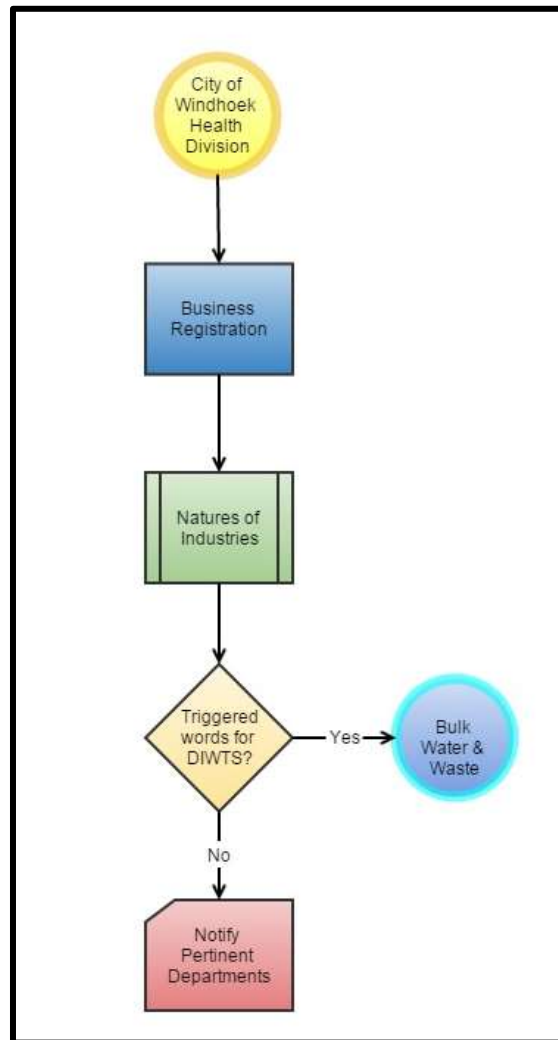 City of
Windhoek
Health
Division
Business
Registration
Natures of
Industries
Triggered
words for
DIWTS?
Yes
Bulk
Water &
Waste
No
Notify
Pertinent
Departments